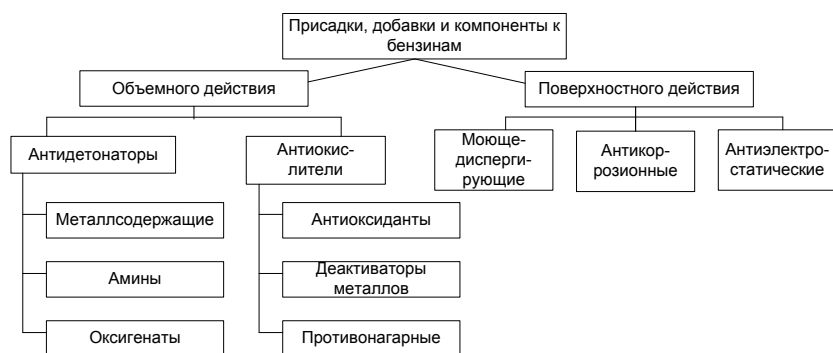 Присадки, добавки и компоненты к
бензинам
Объемного действия
Поверхностного действия
Антидетонаторы
Антиокис-
лители
Моюще-
диспергити-
рующие
Антикор-
розионные
Антиэлектро-
статические
Металлсодержащие
Антиоксиданты
Амины
Деактиваторы
металлов
Оксигенаты
Противонагарные